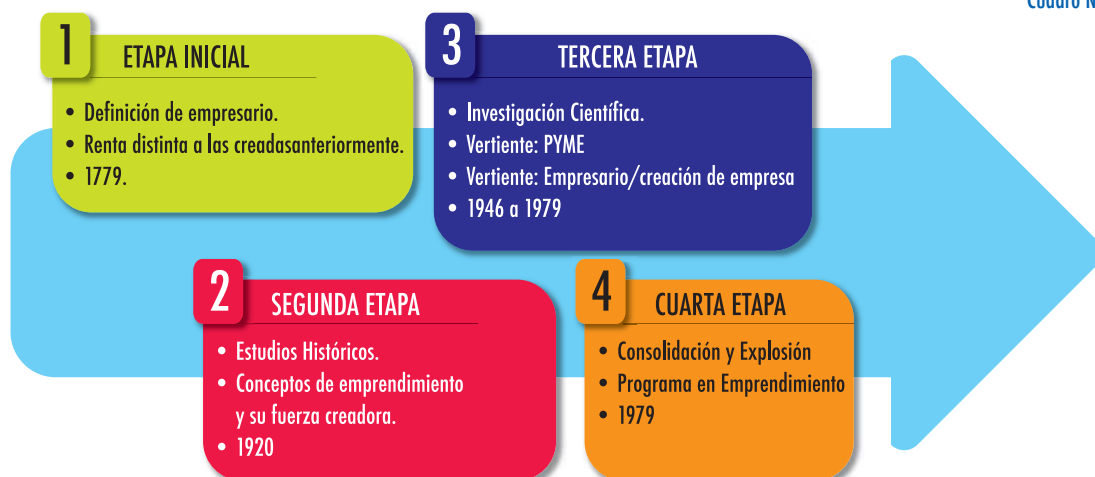 Cuadro N
1
ETAPA INICIAL
• Definición de empresario.
• Renta distinta a las creadasanteriormente.
• 1779.
2
SEGUNDA ETAPA
• Estudios Históricos.
• Conceptos de emprendimiento
y su fuerza creadora.
• 1920
3
TERCERA ETAPA
• Investigación Científica.
• Vertiente: PYME
• Vertiente: Empresario/creación de empresa
• 1946 a 1979
4
CUARTA ETAPA
• Consolidación y Explosión
• Programa en Emprendimiento
• 1979